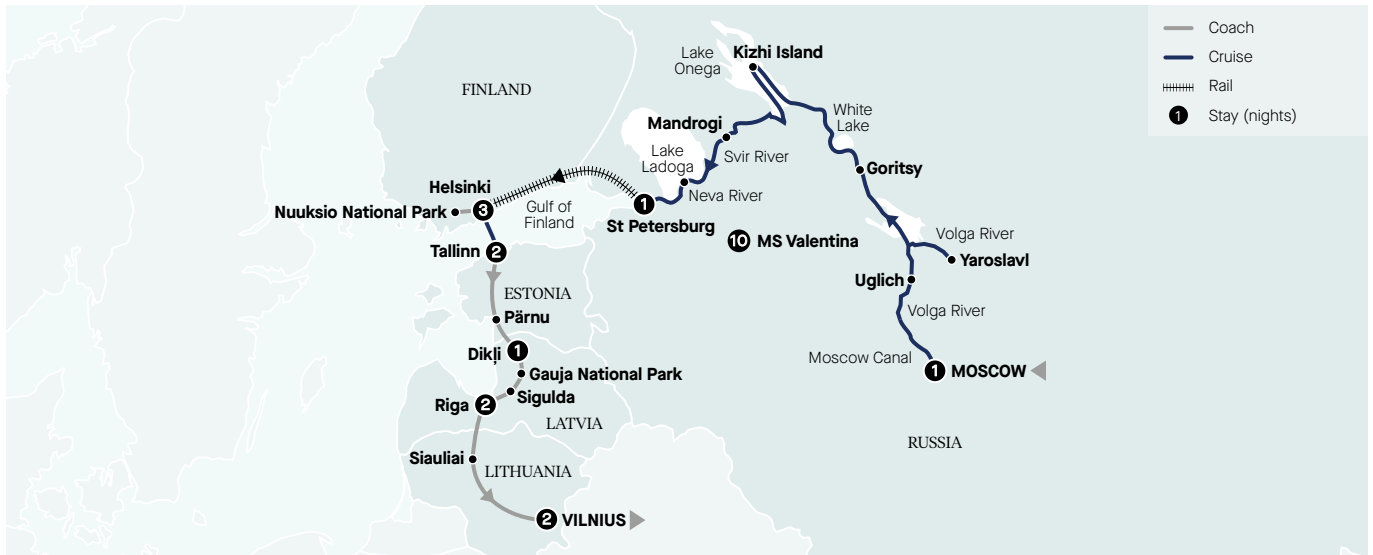 Coach
Cruise
Rail
1 Stay (nights)
Lake
Onega
Kizhi Island
FINLAND
White
Lake
Mandrogi
Lake
Ladoga
Svir River
Goritsy
Helsinki
Neva River
Nuuksio National Park
3
Gulf of
Finland
1
St Petersburg
10 MS Valentina
Volga River
Yaroslavl
Tallinn 2
Uglich
ESTONIA
Volga River
Pärnu
Dikļi 1
Moscow Canal
1 MOSCOW
Gauja National Park
Sigulda
Riga 2
LATVIA
RUSSIA
Siauliai
LITHUANIA
2 VILNIUS